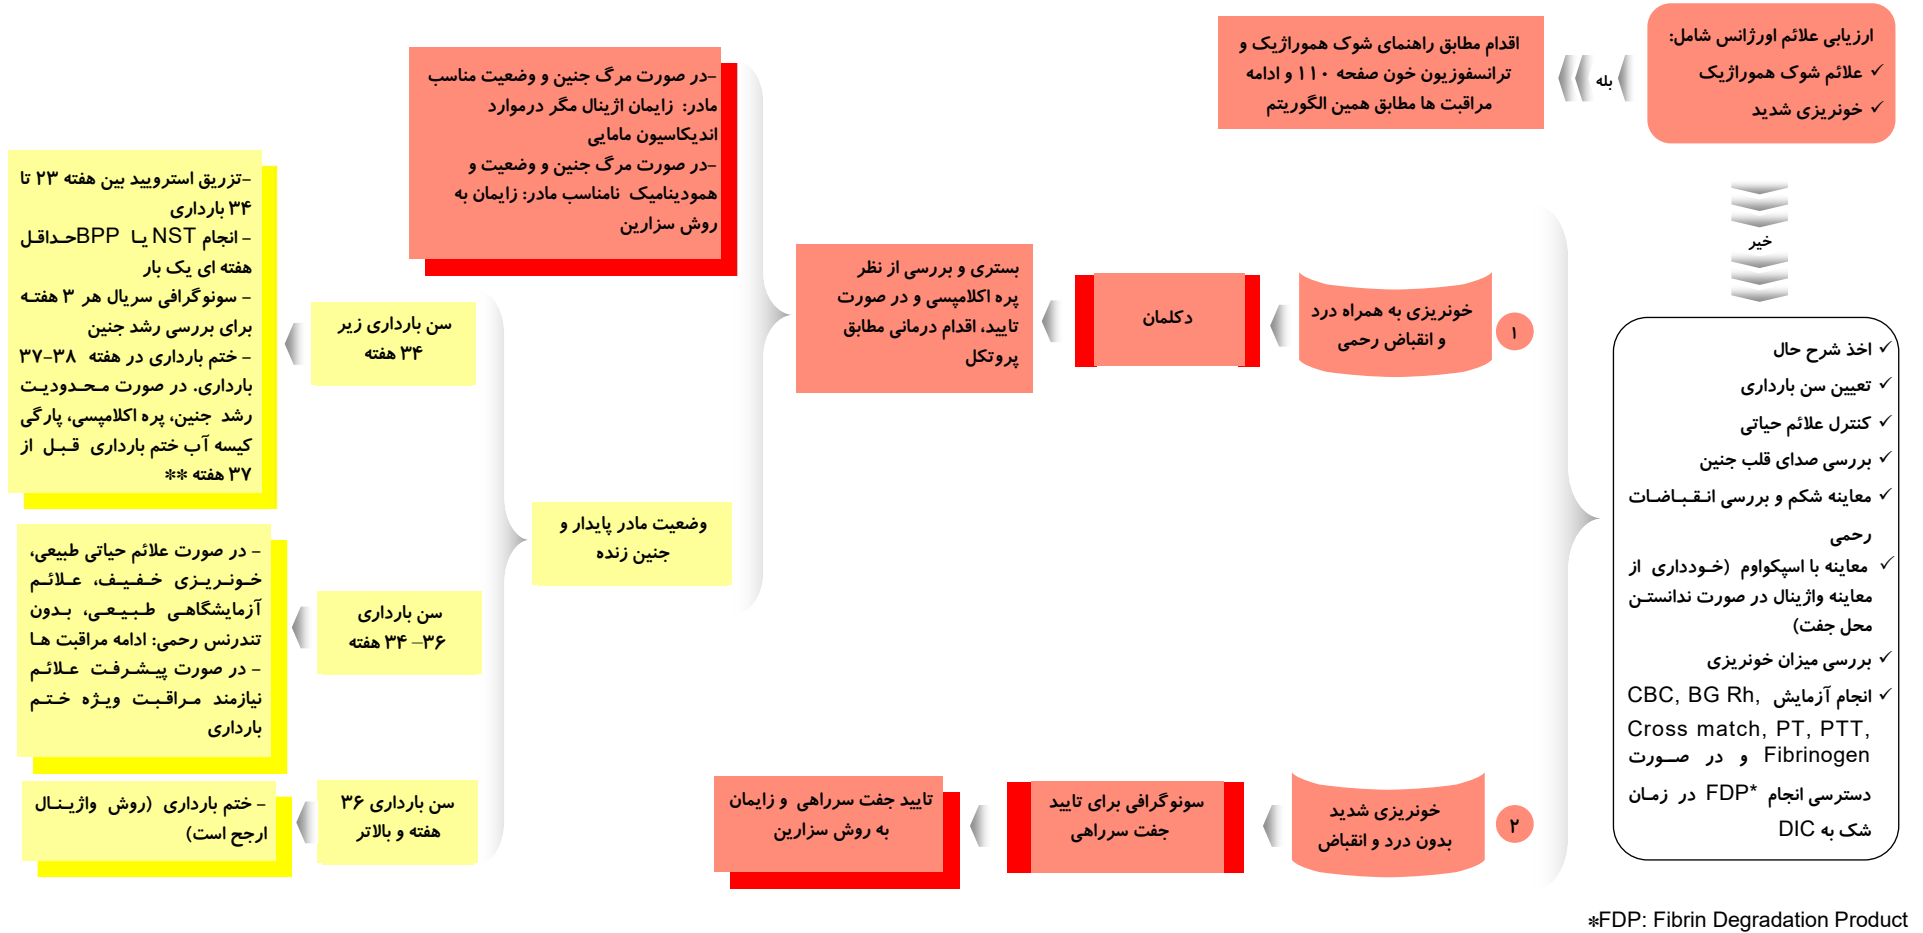 ارزیابی علائم اورژانس شامل:
✓ علائم شوک هموراژیک
✓ خونریزی شدید
بله
اقدام مطابق راهنمای شوک هموراژیک و
ترانسفوزیون خون صفحه ۱۱۰ و ادامه
مراقبت ها مطابق همین الگوریتم
خیر
✓ اخذ شرح حال
✓ تعیین سن بارداری
✓ کنترل علائم حیاتی
✓ بررسی صدای قلب جنین
✓ معاینه شکم و بررسی انقباضات
رحمی
✓ معاینه با اسپکواوم (خودداری از
معاینه واژینال در صورت ندانستن
محل جفت)
✓ بررسی میزان خونریزی
✓ انجام آزمایش CBC, BG Rh,
Cross match, PT, PTT,
Fibrinogen و در صورت
دسترسی انجام FDP* در زمان
شک به DIC
۱
خونریزی به همراه درد
و انقباض رحمی
دکلمان
بستری و بررسی از نظر
پره اکلامپسی و در صورت
تایید، اقدام درمانی مطابق
پروتکل
-در صورت مرگ جنین و وضعیت مناسب
مادر: زایمان اژینال مگر درموارد
اندیکاسیون مامایی
-در صورت مرگ جنین و وضعیت و
همودینامیک نامناسب مادر: زایمان به
روش سزارین
وضعیت مادر پایدار و
جنین زنده
سن بارداری زیر
۳۴ هفته
-تزریق استرویید بین هفته ۲۳ تا
۳۴ بارداری
- انجام NST یا BPPحداقل
هفته ای یک بار
- سونوگرافی سریال هر ۳ هفته
برای بررسی رشد جنین
- ختم بارداری در هفته ۳۸-۳۷
بارداری. در صورت محدودیت
رشد جنین، پره اکلامپسی، پارگی
کیسه آب ختم بارداری قبل از
۳۷ هفته **
سن بارداری
۳۶- ۳۴ هفته
- در صورت علائم حیاتی طبیعی،
خونریزی خفیف، علائم
آزمایشگاهی طبیعی، بدون
تندرنس رحمی: ادامه مراقبت ها
- در صورت پیشرفت علائم
نیازمند مراقبت ویژه ختم
بارداری
سن بارداری ۳۶
هفته و بالاتر
- ختم بارداری (روش واژینال
ارجح است)
۲
خونریزی شدید
بدون درد و انقباض
سونوگرافی برای تایید
جفت سرراهی
تایید جفت سرراهی و زایمان
به روش سزارین
*FDP: Fibrin Degradation Product